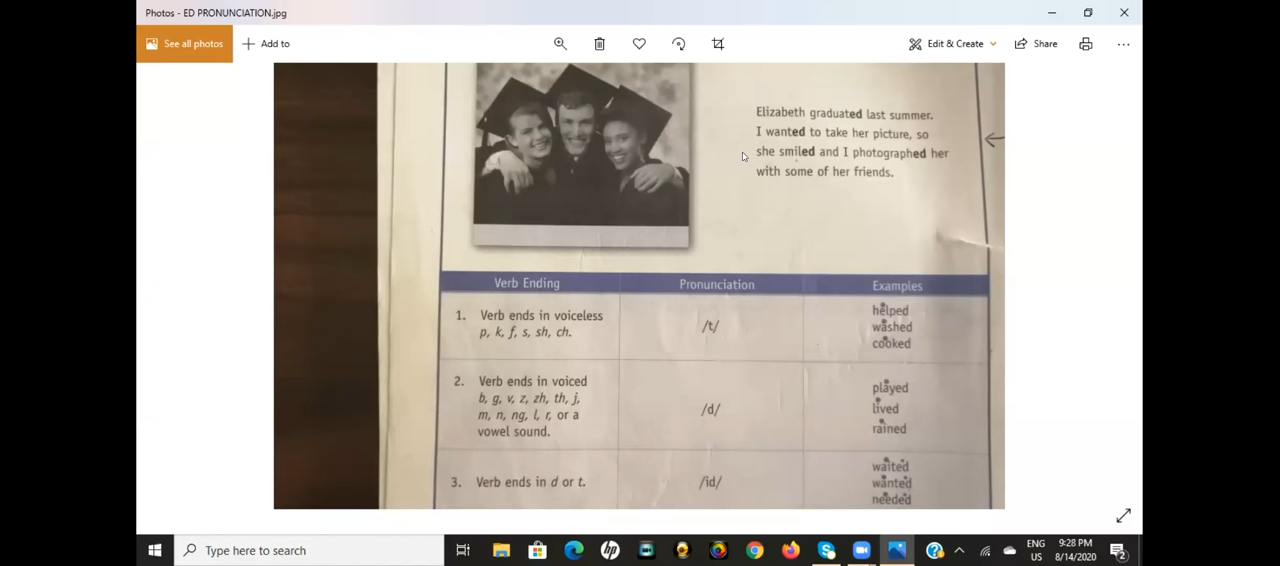 Photos - ED PRONUNCIATION.jpg
See all photos
Add to
Edit & Create
Share
Elizabeth graduated last summer.
I wanted to take her picture, so
she smiled and I photographed her
with some of her friends.
Verb Ending Pronunciation Examples
1. Verb ends in voiceless
p, k, f, s, sh, ch.
/t/
helped
washed
cooked
2. Verb ends in voiced
b, g, v, z, zh, th, j,
m, n, ng, l, r, or a
vowel sound.
/d/
played
lived
rained
3. Verb ends in d or t.
/id/
waited
wanted
needed
Type here to search
hp
ENG
US
9:28 PM
8/14/2020
2